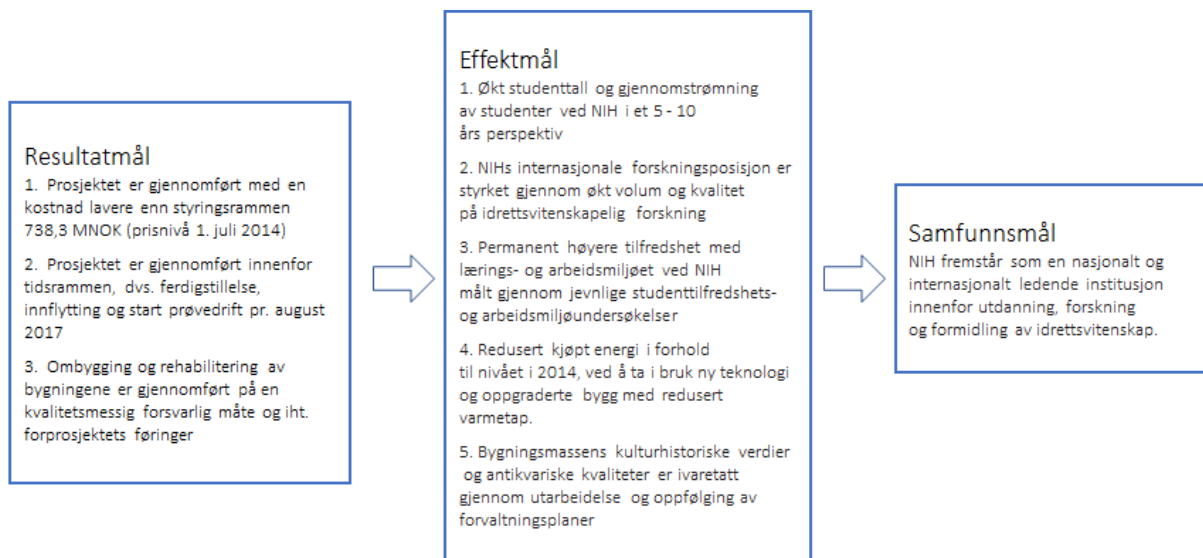 Resultatmål
1. Prosjektet er gjennomført med en
kostnad lavere enn styringsrammen
738,3 MNOK (prisnivå 1. juli 2014)
2. Prosjektet er gjennomført innenfor
tidsrammen, dvs. ferdigstillelse,
innflytting og start prøvedrift pr. august
2017
3. Ombygging og rehabilitering av
bygningene er gjennomført på en
kvalitetsmessig forsvarlig måte og iht.
forprosjektets føringer
Effektmål
1. Økt studenttall og gjennomstrømning
av studenter ved NIH i et 5 - 10
års perspektiv
2. NIHs internasjonale forskningsposisjon er
styrket gjennom økt volum og kvalitet
på idrettsvitenskapelig forskning
3. Permanent høyere tilfredshet med
lærings- og arbeidsmiljøet ved NIH
målt gjennom jevnlige studenttilfredshets-
og arbeidsmiljøundersøkelser
4. Redusert kjøpt energi i forhold
til nivået i 2014, ved å ta i bruk ny teknologi
og oppgraderte bygg med redusert
varmetap.
5. Bygningsmassens kulturhistoriske verdier
og antikvariske kvaliteter er ivaretatt
gjennom utarbeidelse og oppfølging av
forvaltningsplaner
Samfunnsmål
NIH fremstår som en nasjonalt og
internasjonalt ledende institusjon
innenfor utdanning, forskning
og formidling av idrettsvitenskap.